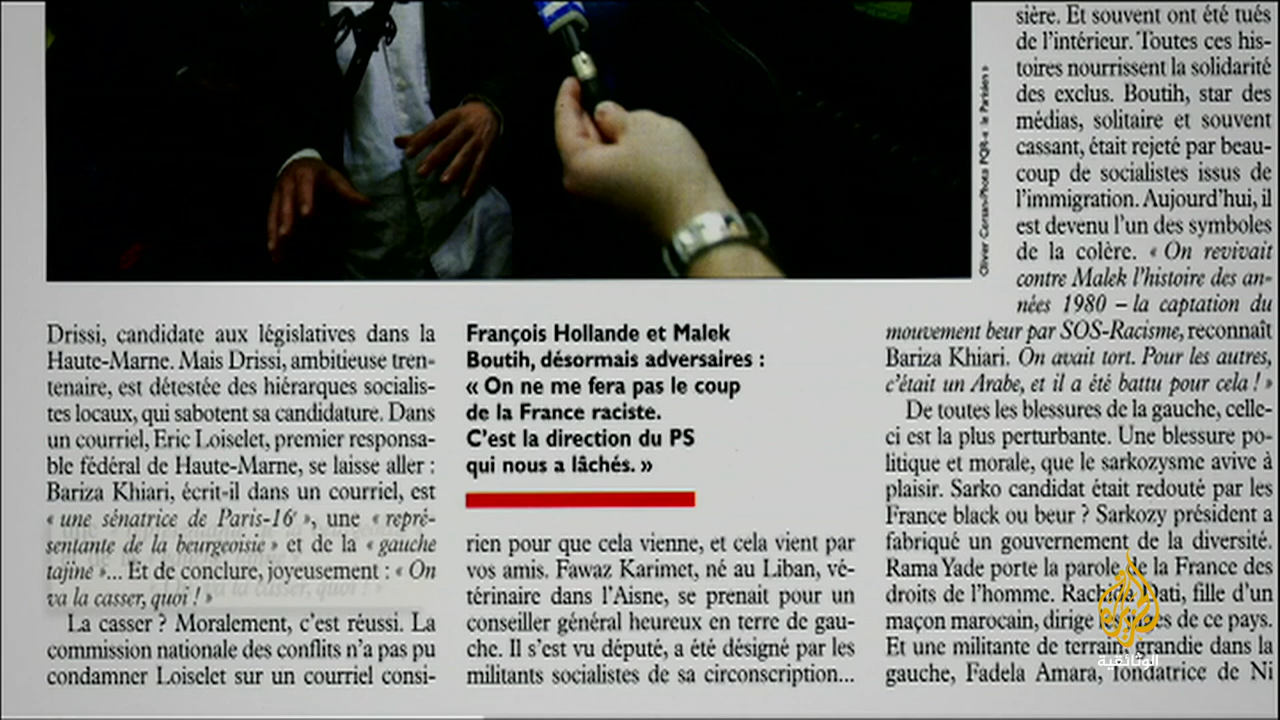 Drissi, candidate aux législatives dans la
Haute-Marne. Mais Drissi, ambitieuse tren-
tenaire, est détestée des hiérarques socialis-
tes locaux, qui sabotent sa candidature. Dans
un courriel, Eric Loiselet, premier responsa-
ble fédéral de Haute-Marne, se laisse aller :
Bariza Khiari, écrit-il dans un courriel, est
« une sénatrice de Paris-16e », une « repré-
sentante de la beurgeoisie » et de la « gauche
tajine »... Et de conclure, joyeusement : « On
va la casser, quoi ! »
La casser ? Moralement, c'est réussi. La
commission nationale des conflits n'a pas pu
condamner Loiselet sur un courriel consi-
François Hollande et Malek
Boutih, désormais adversaires :
« On ne me fera pas le coup
de la France raciste.
C'est la direction du PS
qui nous a lâchés. »
rien pour que cela vienne, et cela vient par
vos amis. Fawaz Karimet, né au Liban, vé-
térinaire dans l'Aisne, se prenait pour un
conseiller général heureux en terre de gau-
che. Il s'est vu député, a été désigné par les
militants socialistes de sa circonscription...
Olivier Corsan-Photo PQR-« le Parisien »
sière. Et souvent ont été tués
de l'intérieur. Toutes ces his-
toires nourrissent la solidarité
des exclus. Boutih, star des
médias, solitaire et souvent
cassant, était rejeté par beau-
coup de socialistes issus de
l'immigration. Aujourd'hui, il
est devenu l'un des symboles
de la colère. « On revivait
contre Malek l'histoire des an-
nées 1980 – la captation du
mouvement beur par SOS-Racisme, reconnaît
Bariza Khiari. On avait tort. Pour les autres,
c'était un Arabe, et il a été battu pour cela ! »
De toutes les blessures de la gauche, celle-
ci est la plus perturbante. Une blessure po-
litique et morale, que le sarkozysme avive à
plaisir. Sarko candidat était redouté par les
France black ou beur ? Sarkozy président a
fabriqué un gouvernement de la diversité.
Rama Yade porte la parole de la France des
droits de l'homme. Rachida Dati, fille d'un
maçon marocain, dirige les de ce pays.
Et une militante de terrain, grandie dans la
gauche, Fadela Amara, fondatrice de Ni
الوثائقية